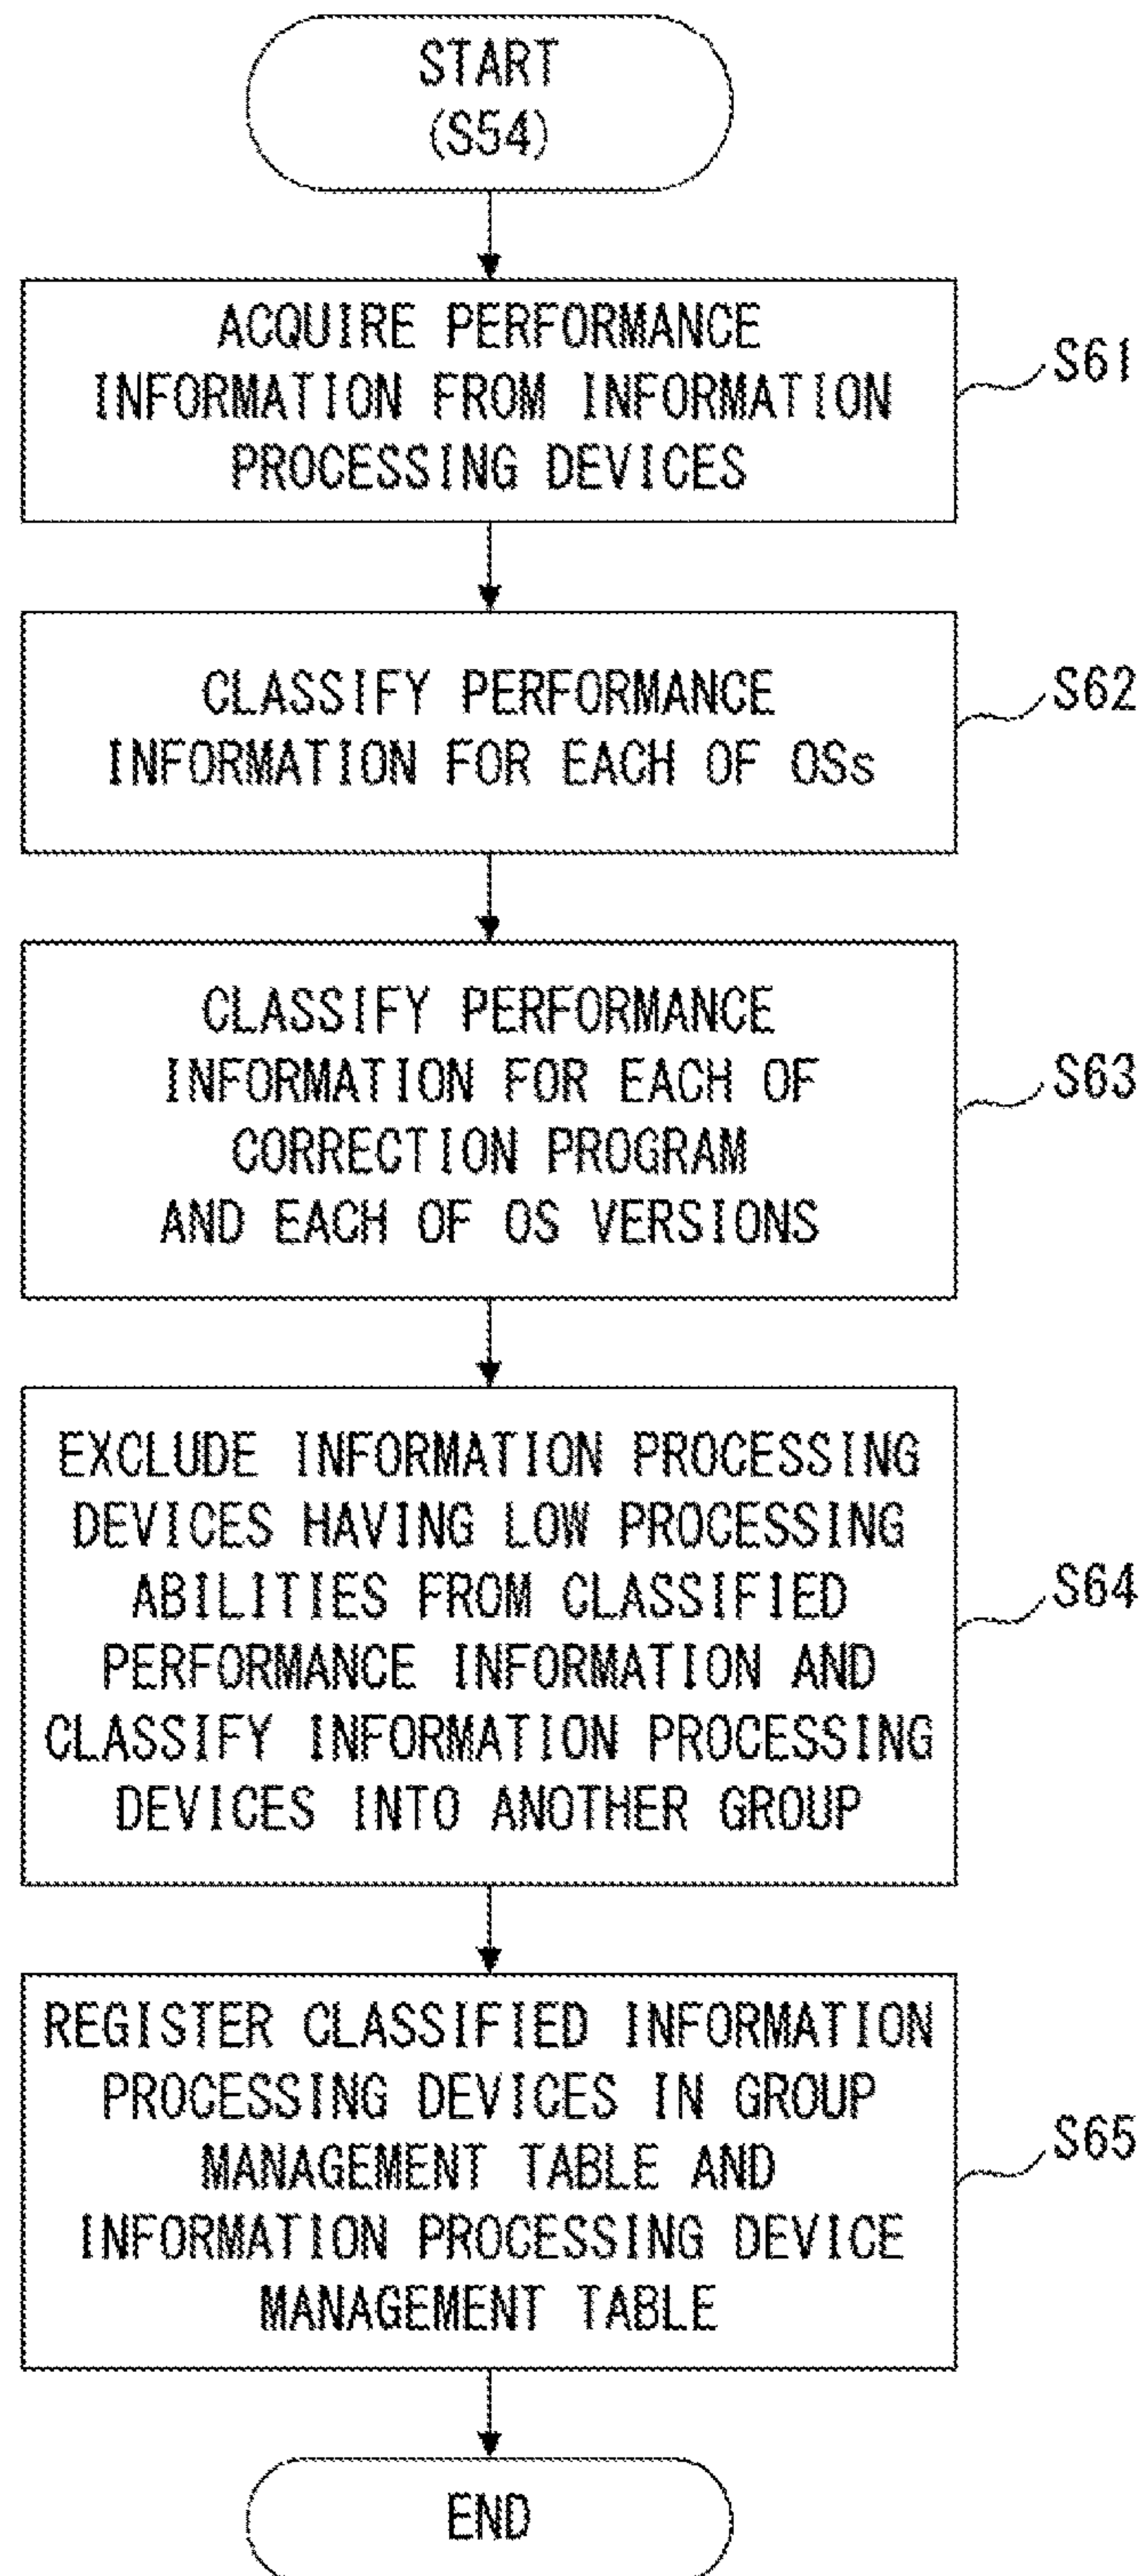 START
(S54)
ACQUIRE PERFORMANCE
INFORMATION FROM INFORMATION
PROCESSING DEVICES
S61
CLASSIFY PERFORMANCE
INFORMATION FOR EACH OF OSs
S62
CLASSIFY PERFORMANCE
INFORMATION FOR EACH OF
CORRECTION PROGRAM
AND EACH OF OS VERSIONS
S63
EXCLUDE INFORMATION PROCESSING
DEVICES HAVING LOW PROCESSING
ABILITIES FROM CLASSIFIED
PERFORMANCE INFORMATION AND
CLASSIFY INFORMATION PROCESSING
DEVICES INTO ANOTHER GROUP
S64
REGISTER CLASSIFIED INFORMATION
PROCESSING DEVICES IN GROUP
MANAGEMENT TABLE AND
INFORMATION PROCESSING DEVICE
MANAGEMENT TABLE
S65
END